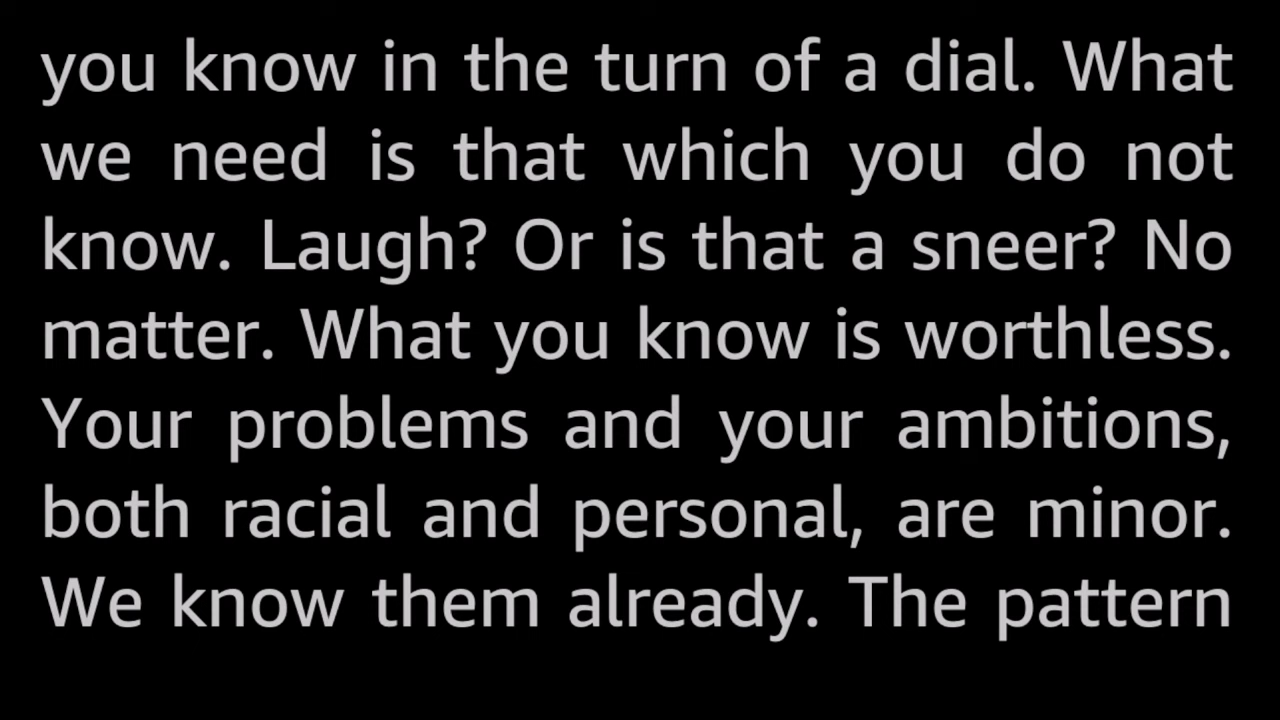 you know in the turn of a dial. What
we need is that which you do not
know. Laugh? Or is that a sneer? No
matter. What you know is worthless.
Your problems and your ambitions,
both racial and personal, are minor.
We know them already. The pattern